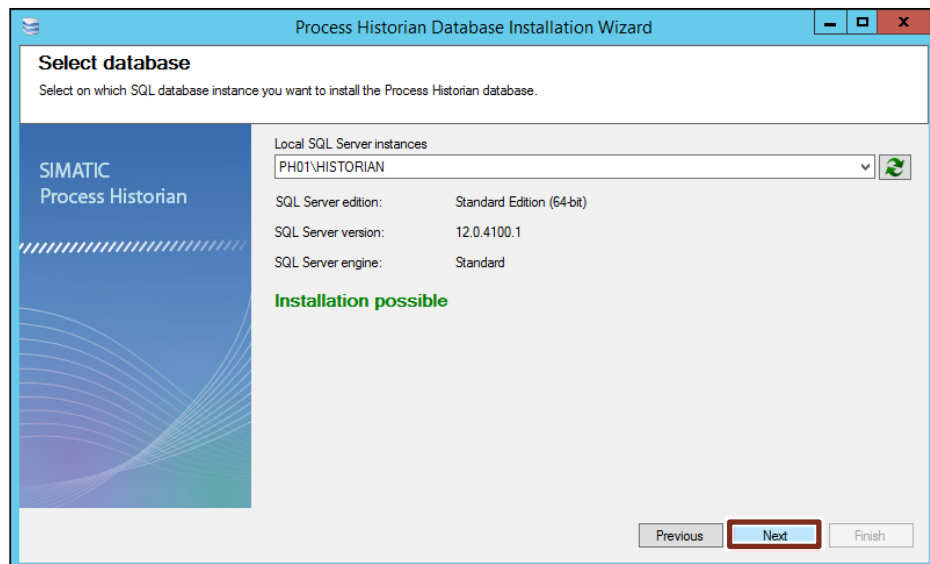 Process Historian Database Installation Wizard
Select database
Select on which SQL database instance you want to install the Process Historian database.
SIMATIC
Process Historian
Local SQL Server instances
PH01\HISTORIAN
SQL Server edition: Standard Edition (64-bit)
SQL Server version: 12.0.4100.1
SQL Server engine: Standard
Installation possible
Previous Next Finish